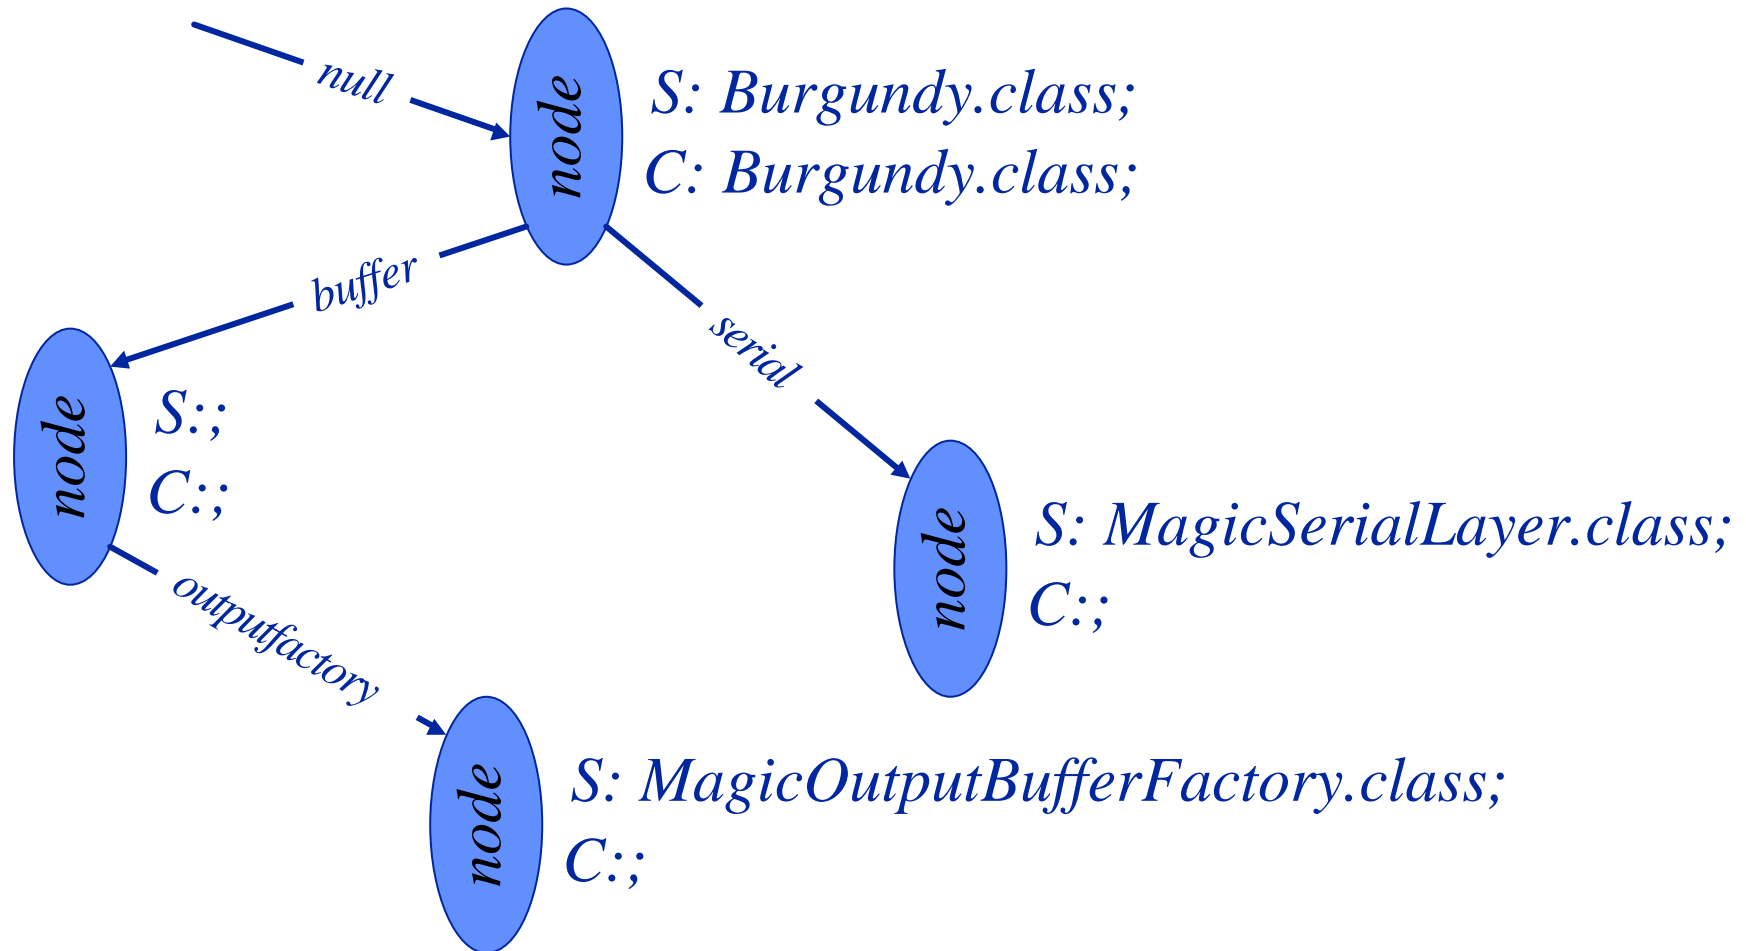 null
node
S: Burgundy.class;
C: Burgundy.class;
buffer
serial
node
S:;
C:;
node
S: MagicSerialLayer.class;
C:;
outputfactory
node
S: MagicOutputBufferFactory.class;
C:;